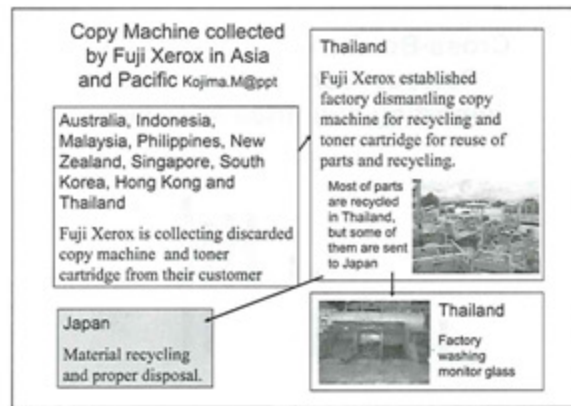 Copy Machine collected
by Fuji Xerox in Asia
and Pacific Kojima.M@ppt
Australia, Indonesia,
Malaysia, Philippines, New
Zealand, Singapore, South
Korea, Hong Kong and
Thailand
Fuji Xerox is collecting discarded
copy machine and toner
cartridge from their customer
Thailand
Fuji Xerox established
factory dismantling copy
machine for recycling and
toner cartridge for reuse of
parts and recycling.
Most of parts
are recycled
in Thailand,
but some of
them are sent
to Japan
Japan
Material recycling
and proper disposal.
Thailand
Factory
washing
monitor glass